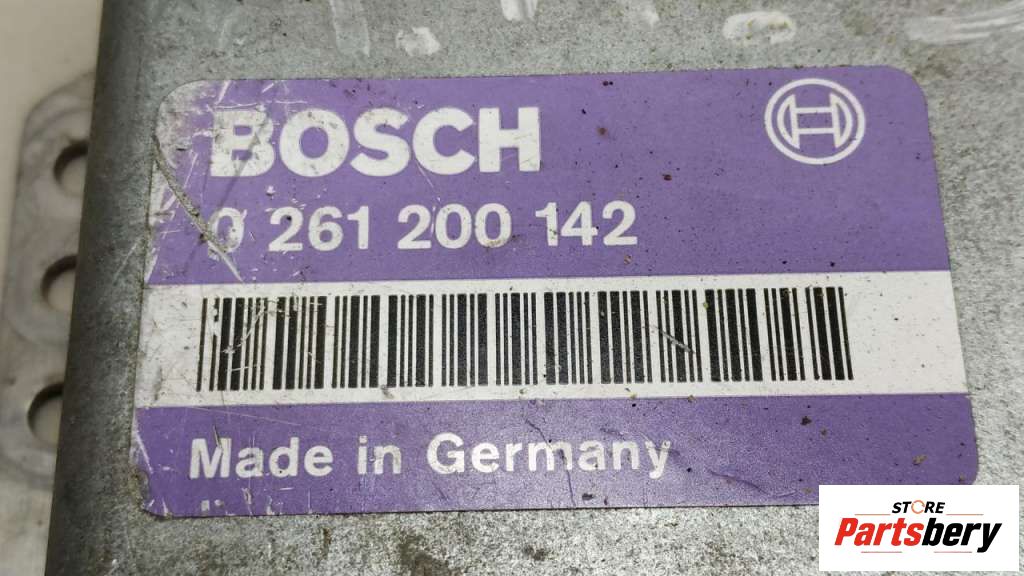 BOSCH
0 261 200 142
Made in Germany
STORE
Partsbery